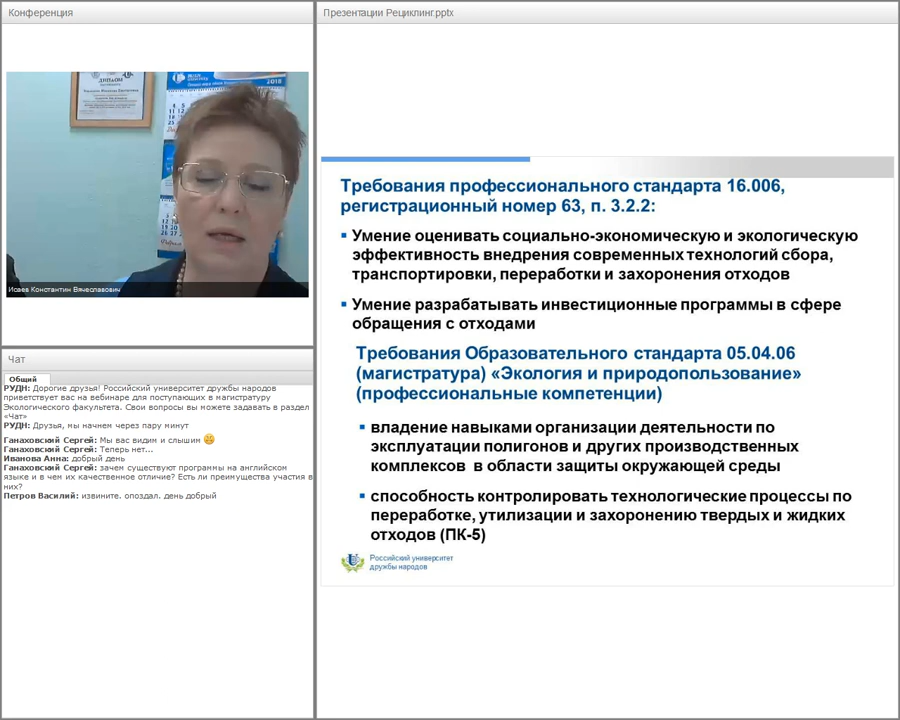 Конференция
ДИПЛОМ
2018
Исаев Константин Вячеславович
Чат
Общий
РУДН: Дорогие друзья! Российский университет дружбы народов
приветствует вас на вебинаре для поступающих в магистратуру
Экологического факультета. Свои вопросы вы можете задавать в раздел
«Чат»
РУДН: Друзья, мы начнем через пару минут
Ганаховский Сергей: Мы вас видим и слышим
Ганаховский Сергей: Теперь нет...
Иванова Анна: добрый день
Ганаховский Сергей: зачем существуют программы на английском
языке и в чем их качественное отличие? Есть ли преимущества участия в
них?
Петров Василий: извините, опоздал, день добрый
Презентации Рециклинг.pptx
Требования профессионального стандарта 16.006,
регистрационный номер 63, п. 3.2.2:
Умение оценивать социально-экономическую и экологическую
эффективность внедрения современных технологий сбора,
транспортировки, переработки и захоронения отходов
Умение разрабатывать инвестиционные программы в сфере
обращения с отходами
Требования Образовательного стандарта 05.04.06
(магистратура) «Экология и природопользование»
(профессиональные компетенции)
владение навыками организации деятельности по
эксплуатации полигонов и других производственных
комплексов в области защиты окружающей среды
способность контролировать технологические процессы по
переработке, утилизации и захоронению твердых и жидких
отходов (ПК-5)
Российский университет
дружбы народов